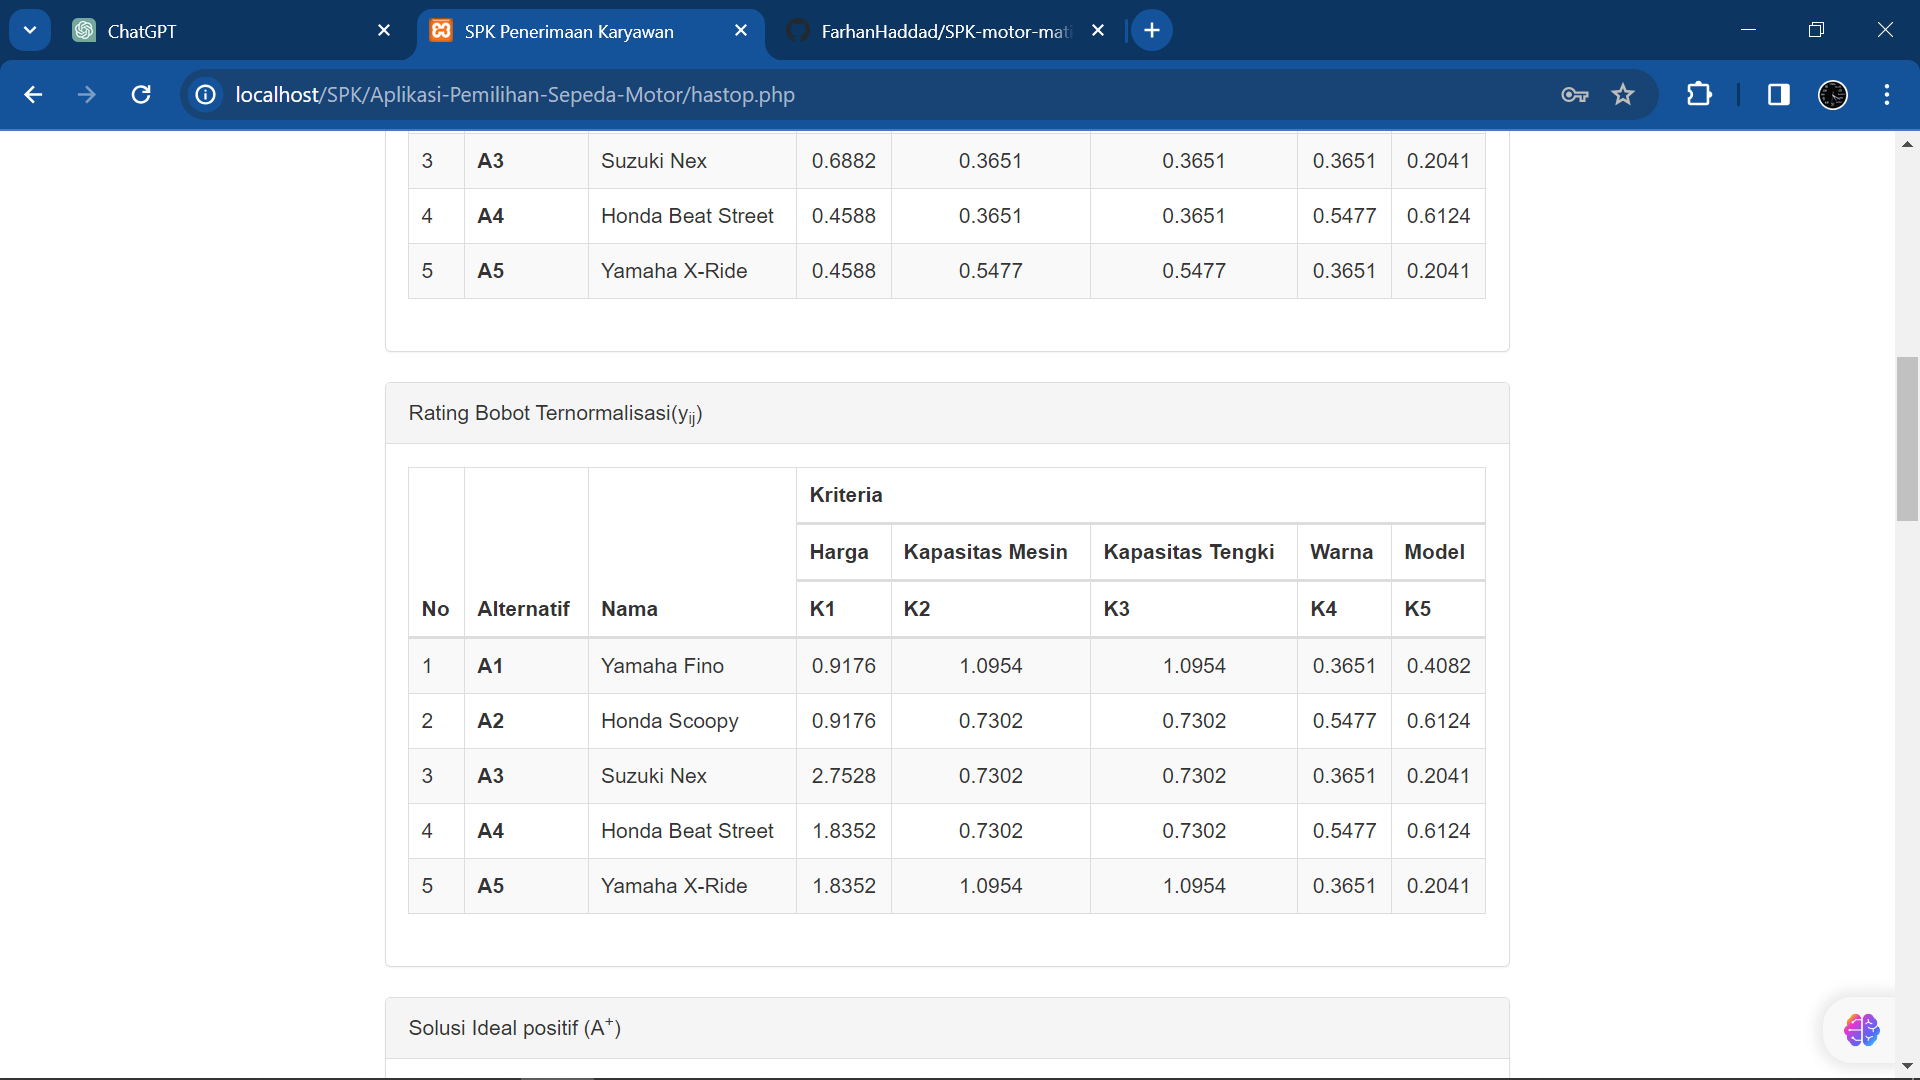 ChatGPT
SPK Penerimaan Karyawan
FarhanHaddad/SPK-motor-mati
localhost/SPK/Aplikasi-Pemilihan-Sepeda-Motor/hastop.php
3 A3 Suzuki Nex 0.6882 0.3651 0.3651 0.3651 0.2041
4 A4 Honda Beat Street 0.4588 0.3651 0.3651 0.5477 0.6124
5 A5 Yamaha X-Ride 0.4588 0.5477 0.5477 0.3651 0.2041
Rating Bobot Ternormalisasi(yij)
Kriteria
Harga Kapasitas Mesin Kapasitas Tengki Warna Model
No Alternatif Nama K1 K2 K3 K4 K5
1 A1 Yamaha Fino 0.9176 1.0954 1.0954 0.3651 0.4082
2 A2 Honda Scoopy 0.9176 0.7302 0.7302 0.5477 0.6124
3 A3 Suzuki Nex 2.7528 0.7302 0.7302 0.3651 0.2041
4 A4 Honda Beat Street 1.8352 0.7302 0.7302 0.5477 0.6124
5 A5 Yamaha X-Ride 1.8352 1.0954 1.0954 0.3651 0.2041
Solusi Ideal positif (A+)